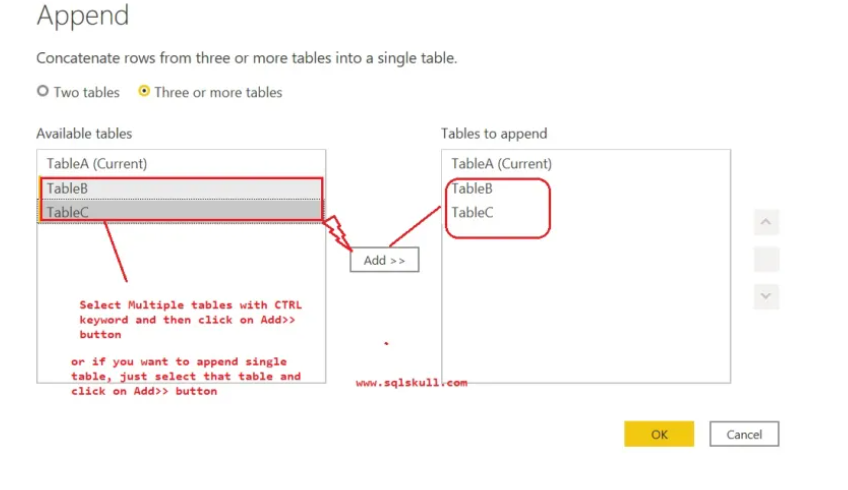 Append
Concatenate rows from three or more tables into a single table.
Two tables
Three or more tables
Available tables
TableA (Current)
TableB
TableC
Add >>
Tables to append
TableA (Current)
TableB
TableC
Select Multiple tables with CTRL
keyword and then click on Add>>
button
or if you want to append single
table, just select that table and
click on Add>> button
www.sqlskull.com
OK
Cancel